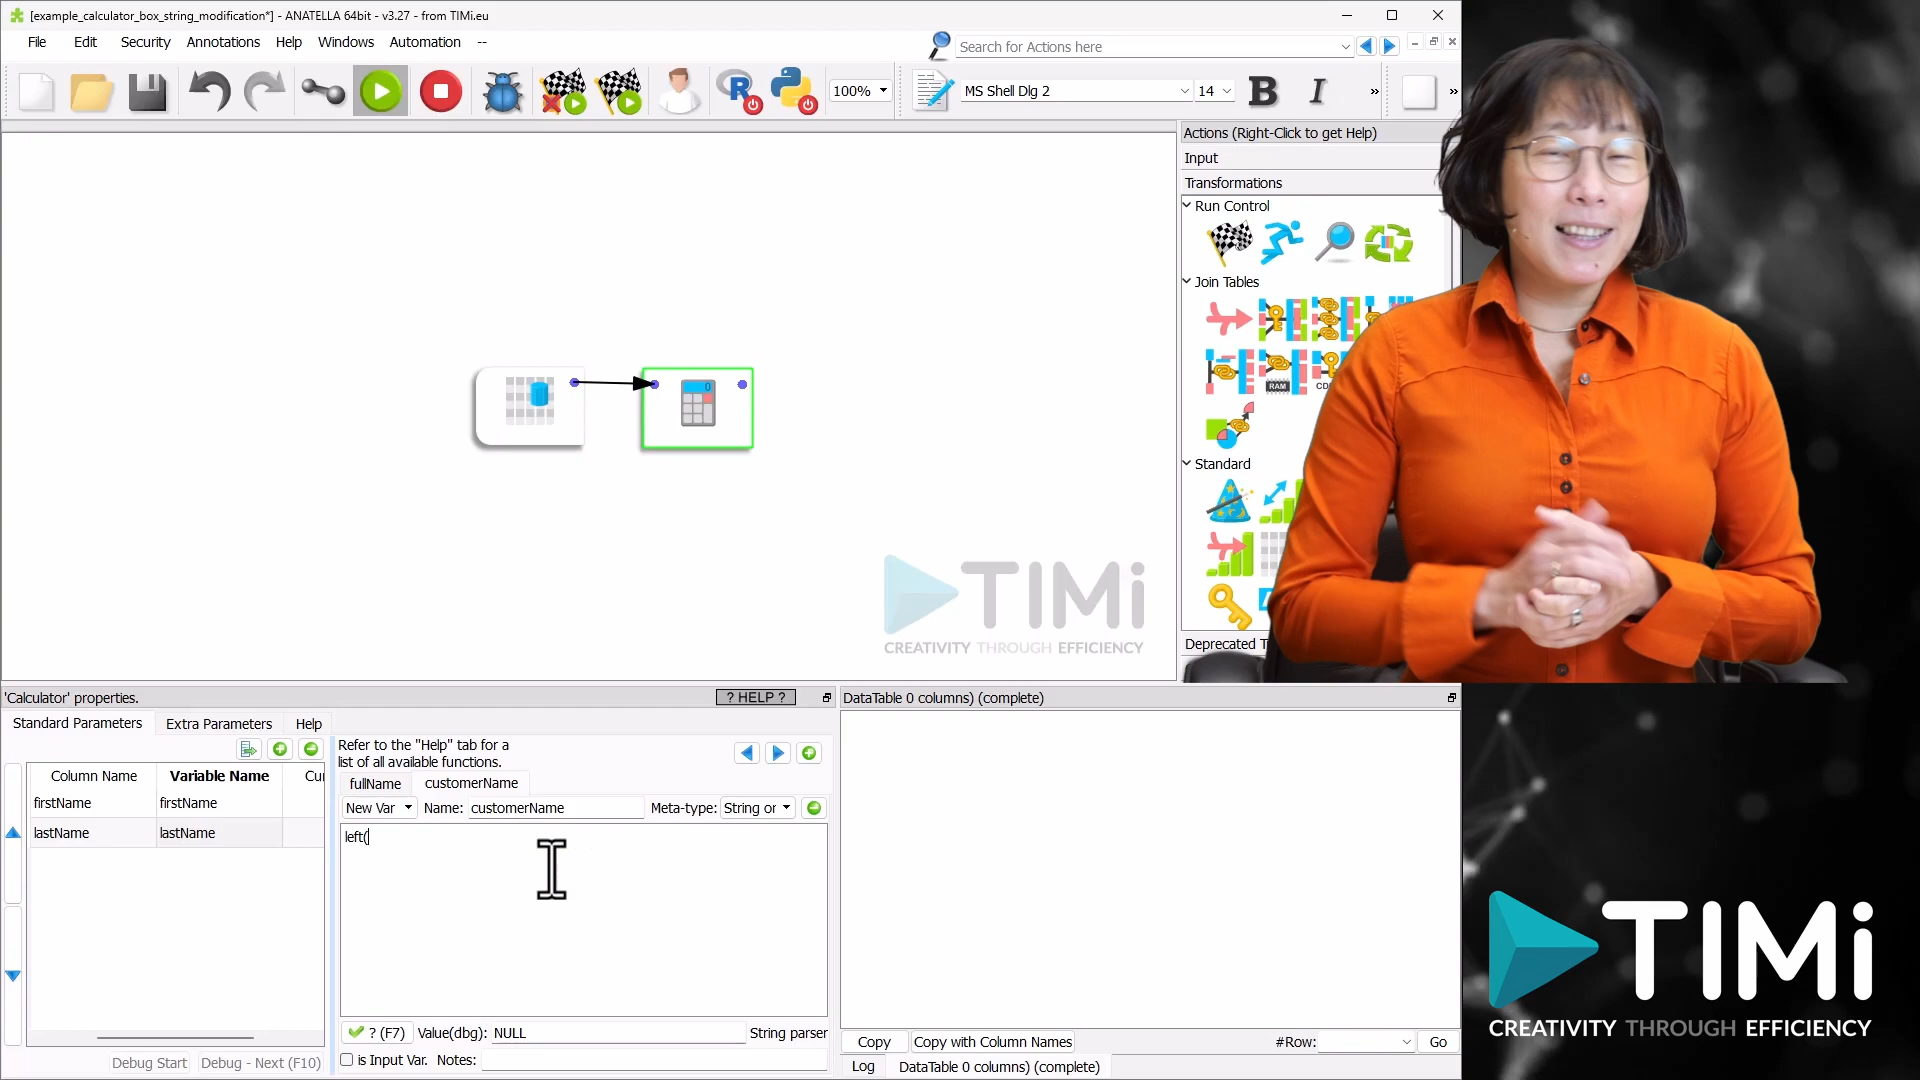 [example_calculator_box_string_modification*] - ANATELLA 64bit - v3.27 - from TIMi.eu
File Edit Security Annotations Help Windows Automation --
Search for Actions here
100%
MS Shell Dlg 2
14
B I
»
»
Actions (Right-Click to get Help)
Input
Transformations
Run Control
Join Tables
RAM
Standard
Deprecated T
0
TIMi
CREATIVITY THROUGH EFFICIENCY
'Calculator' properties.
? HELP ?
Standard Parameters Extra Parameters Help
Column Name Variable Name Cu
firstName firstName
lastName lastName
Debug Start Debug - Next (F10)
Refer to the "Help" tab for a
list of all available functions.
fullName customerName
New Var Name: customerName Meta-type: String or
left(
? (F7) Value(dbg): NULL String parser
is Input Var. Notes:
DataTable 0 columns) (complete)
Copy Copy with Column Names #Row: Go
Log DataTable 0 columns) (complete)
TIMi
CREATIVITY THROUGH EFFICIENCY